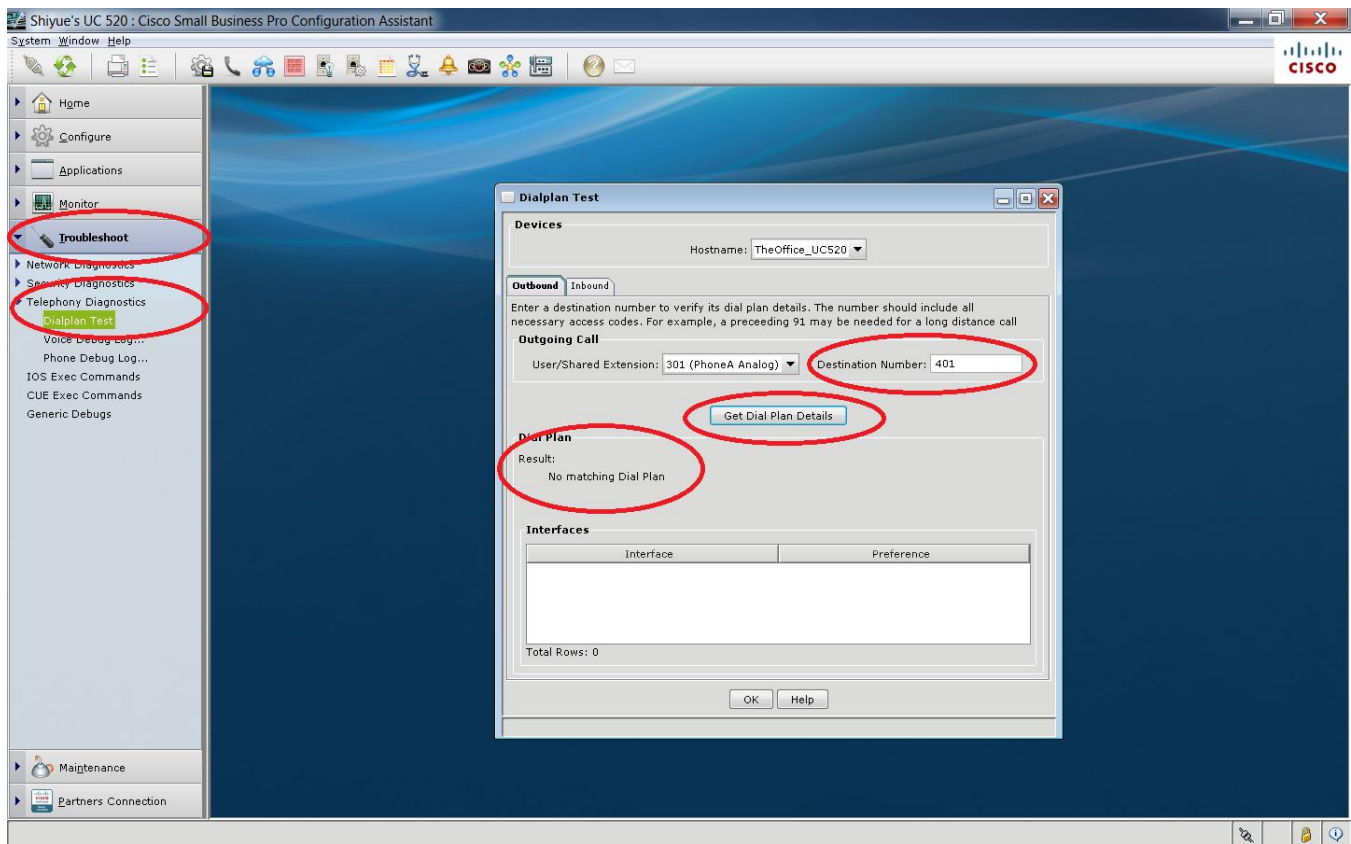 Shiyue's UC 520 : Cisco Small Business Pro Configuration Assistant
System Window Help
CISCO
Home
Configure
Applications
Monitor
Troubleshoot
Network Diagnostics
Security Diagnostics
Telephony Diagnostics
Dialplan Test
Voice Debug Log...
Phone Debug Log...
IOS Exec Commands
CUE Exec Commands
Generic Debugs
Maintenance
Partners Connection
Dialplan Test
Devices
Hostname: TheOffice_UC520
Outbound Inbound
Enter a destination number to verify its dial plan details. The number should include all
necessary access codes. For example, a preceeding 91 may be needed for a long distance call
Outgoing Call
User/Shared Extension: 301 (PhoneA Analog) Destination Number: 401
Get Dial Plan Details
Dial Plan
Result:
No matching Dial Plan
Interfaces
Interface Preference
Total Rows: 0
OK Help